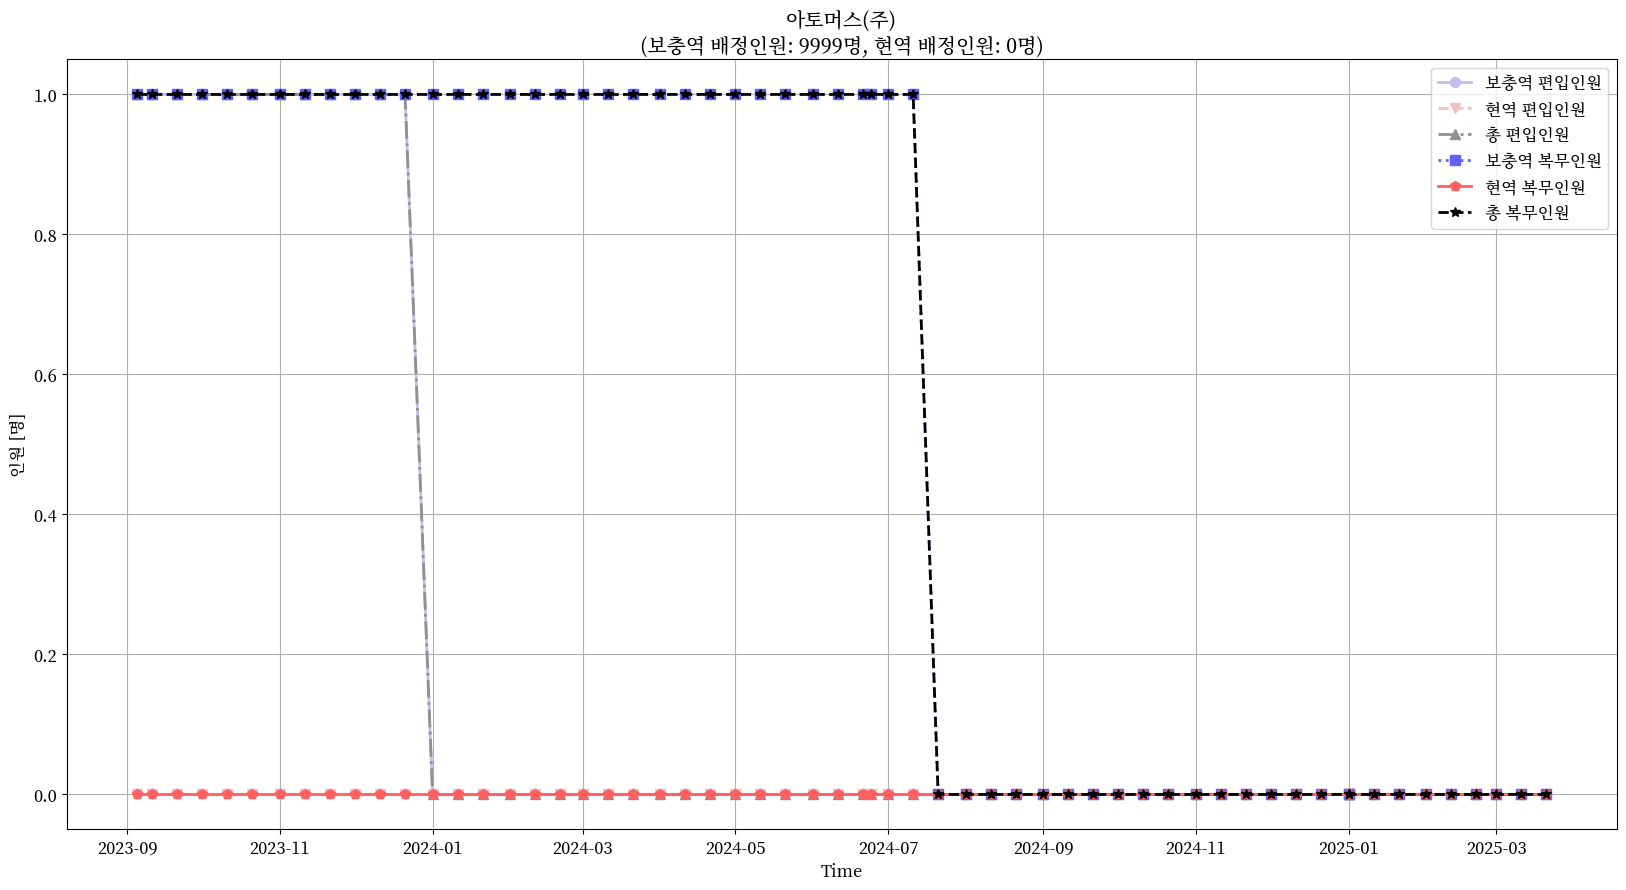 아토머스(주)
(보충역 배정인원: 9999명, 현역 배정인원: 0명)
보충역 편입인원
현역 편입인원
총 편입인원
보충역 복무인원
현역 복무인원
총 복무인원
인원 [명]
1.0
0.8
0.6
0.4
0.2
0.0
2023-09 2023-11 2024-01 2024-03 2024-05 2024-07 2024-09 2024-11 2025-01 2025-03
Time